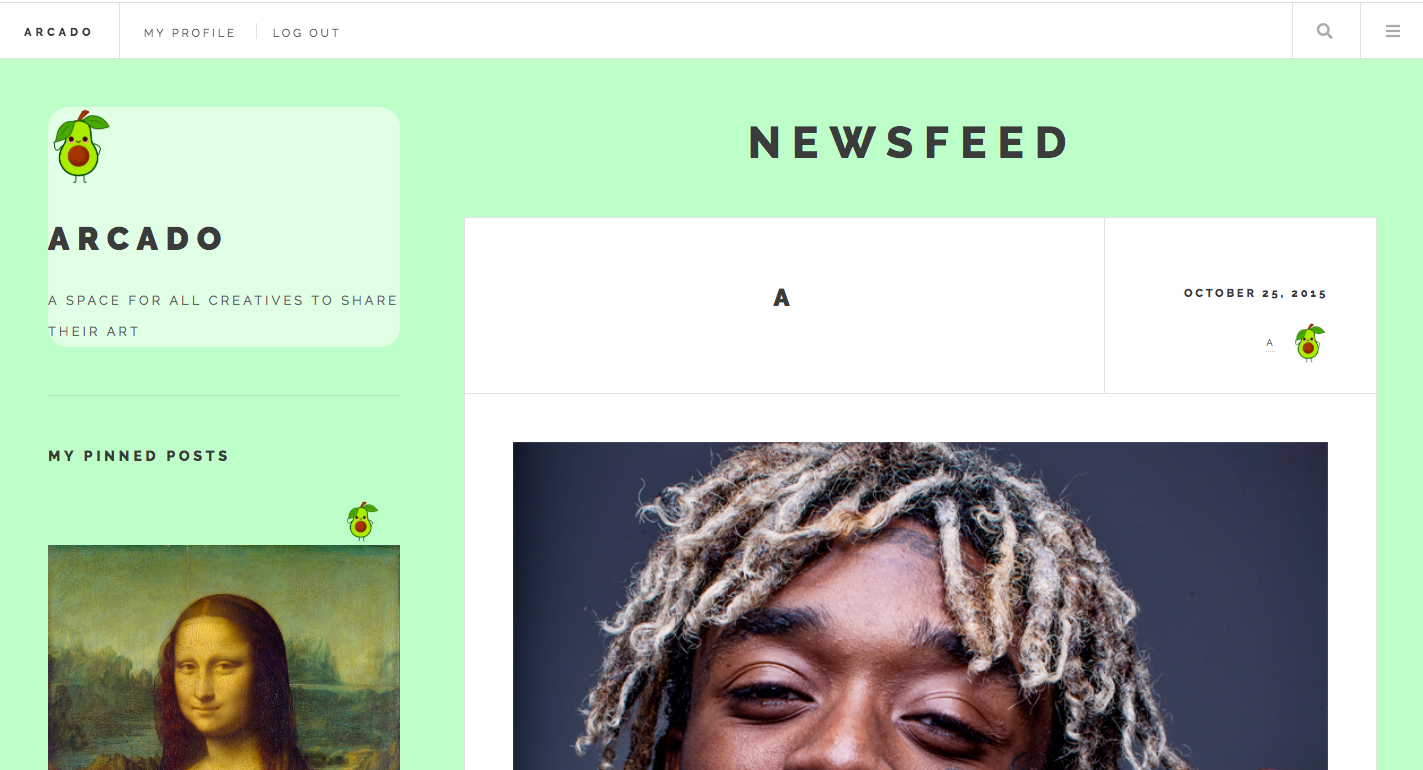 ARCADO
MY PROFILE
LOG OUT
ARCADO
A SPACE FOR ALL CREATIVES TO SHARE
THEIR ART
MY PINNED POSTS
NEWSFEED
A
OCTOBER 25, 2015
A